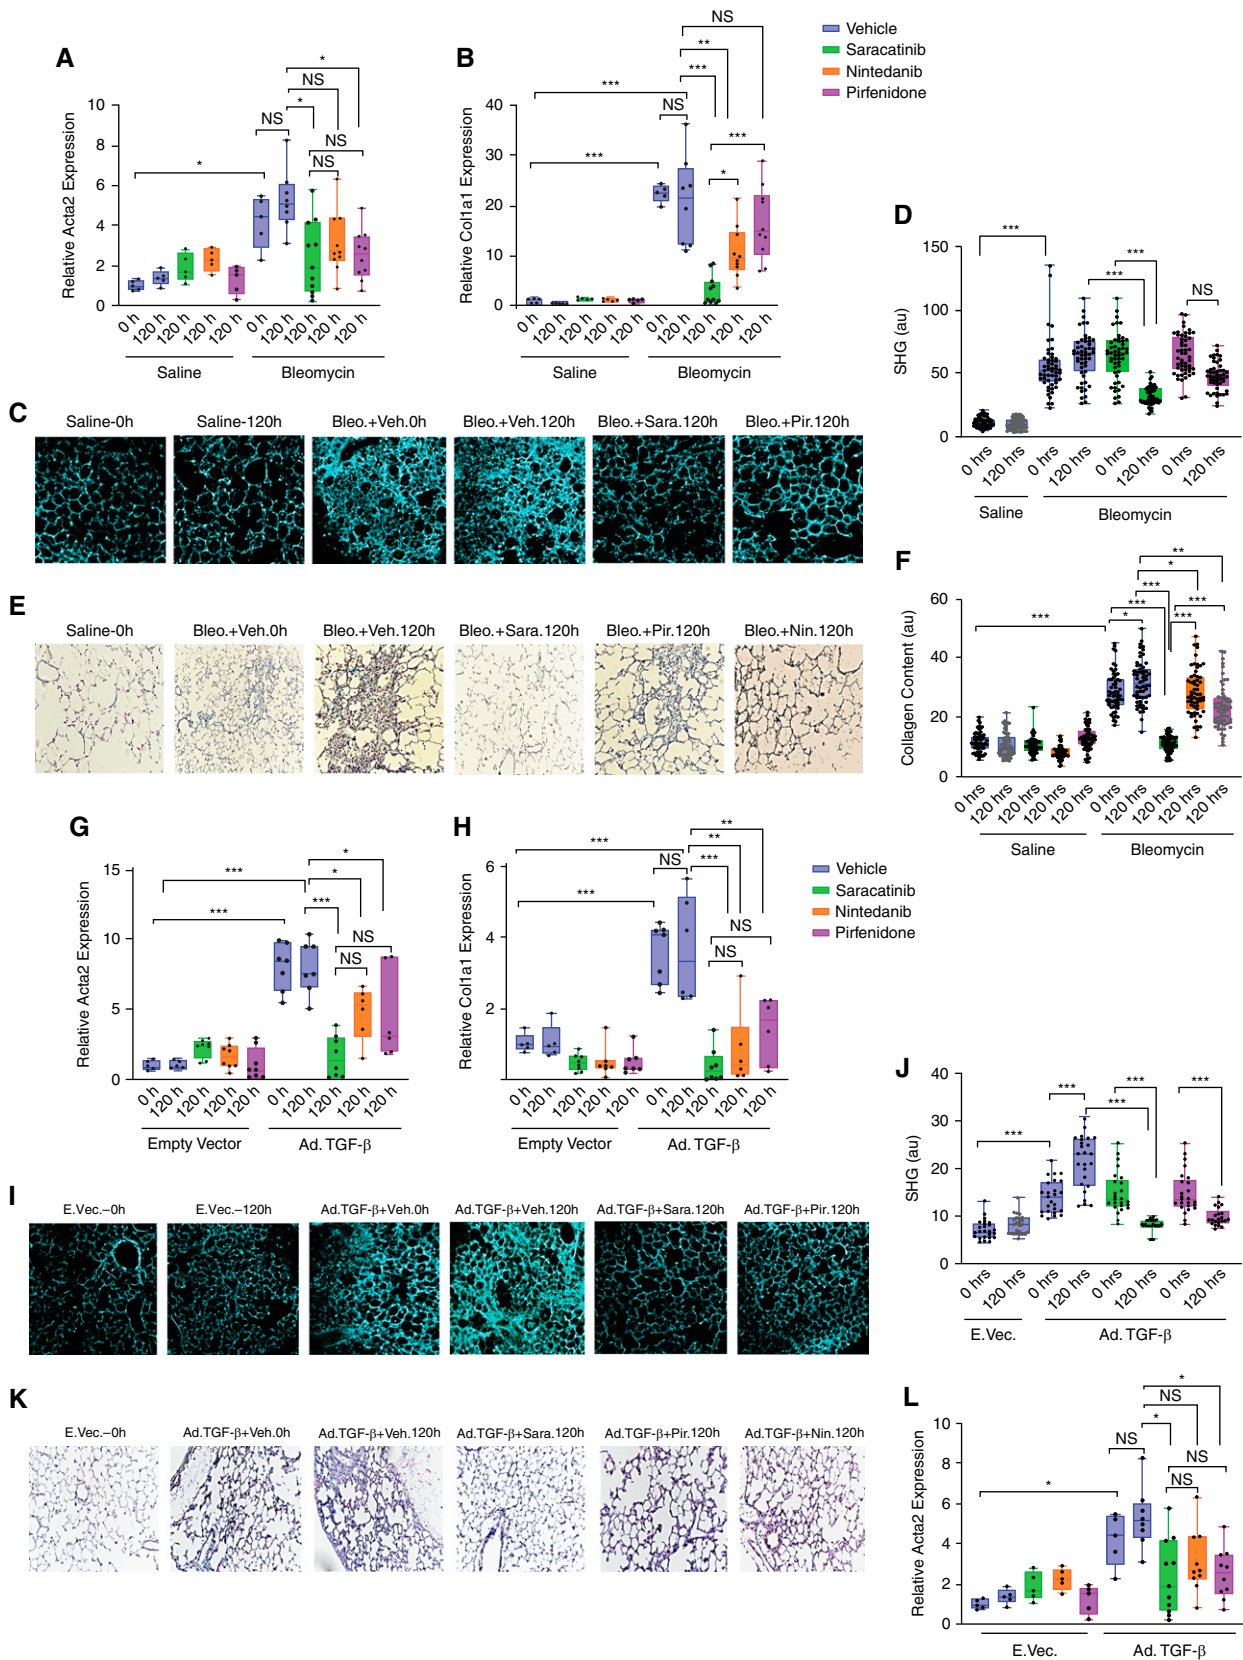 A
Relative Acta2 Expression
10
8
6
4
2
0
*
NS
*
NS
*
NS
NS
0 h
120 h
120 h
120 h
120 h
0 h
120 h
120 h
120 h
120 h
Saline
Bleomycin
B
Relative Col1a1 Expression
40
30
20
10
0
***
***
NS
***
**
NS
*
***
0 h
120 h
120 h
120 h
120 h
0 h
120 h
120 h
120 h
120 h
Saline
Bleomycin
Vehicle
Saracatinib
Nintedanib
Pirfenidone
D
SHG (au)
150
100
50
0
***
***
***
NS
0 hrs
120 hrs
0 hrs
120 hrs
0 hrs
120 hrs
0 hrs
120 hrs
Saline
Bleomycin
C
Saline-0h
Saline-120h
Bleo.+Veh.0h
Bleo.+Veh.120h
Bleo.+Sara.120h
Bleo.+Pir.120h
E
Saline-0h
Bleo.+Veh.0h
Bleo.+Veh.120h
Bleo.+Sara.120h
Bleo.+Pir.120h
Bleo.+Nin.120h
F
Collagen Content (au)
60
40
20
0
***
**
*
***
***
*
***
***
0 hrs
120 hrs
120 hrs
120 hrs
120 hrs
0 hrs
120 hrs
120 hrs
120 hrs
120 hrs
Saline
Bleomycin
G
Relative Acta2 Expression
15
10
5
0
***
***
*
*
***
NS
NS
0 h
120 h
120 h
120 h
120 h
0 h
120 h
120 h
120 h
120 h
Empty Vector
Ad. TGF-β
H
Relative Col1a1 Expression
6
4
2
***
***
NS
**
**
***
NS
NS
0 h
120 h
120 h
120 h
120 h
0 h
120 h
120 h
120 h
120 h
Empty Vector
Ad. TGF-β
Vehicle
Saracatinib
Nintedanib
Pirfenidone
J
SHG (au)
40
30
20
10
0
***
***
***
***
***
0 hrs
120 hrs
0 hrs
120 hrs
0 hrs
120 hrs
0 hrs
120 hrs
E.Vec.
Ad. TGF-β
I
E.Vec.–0h
E.Vec.–120h
Ad.TGF-β+Veh.0h
Ad.TGF-β+Veh.120h
Ad.TGF-β+Sara.120h
Ad.TGF-β+Pir.120h
K
E.Vec.–0h
Ad.TGF-β+Veh.0h
Ad.TGF-β+Veh.120h
Ad.TGF-β+Sara.120h
Ad.TGF-β+Pir.120h
Ad.TGF-β+Nin.120h
L
Relative Acta2 Expression
10
8
6
4
2
0
*
NS
*
NS
*
NS
NS
E.Vec.
Ad. TGF-β